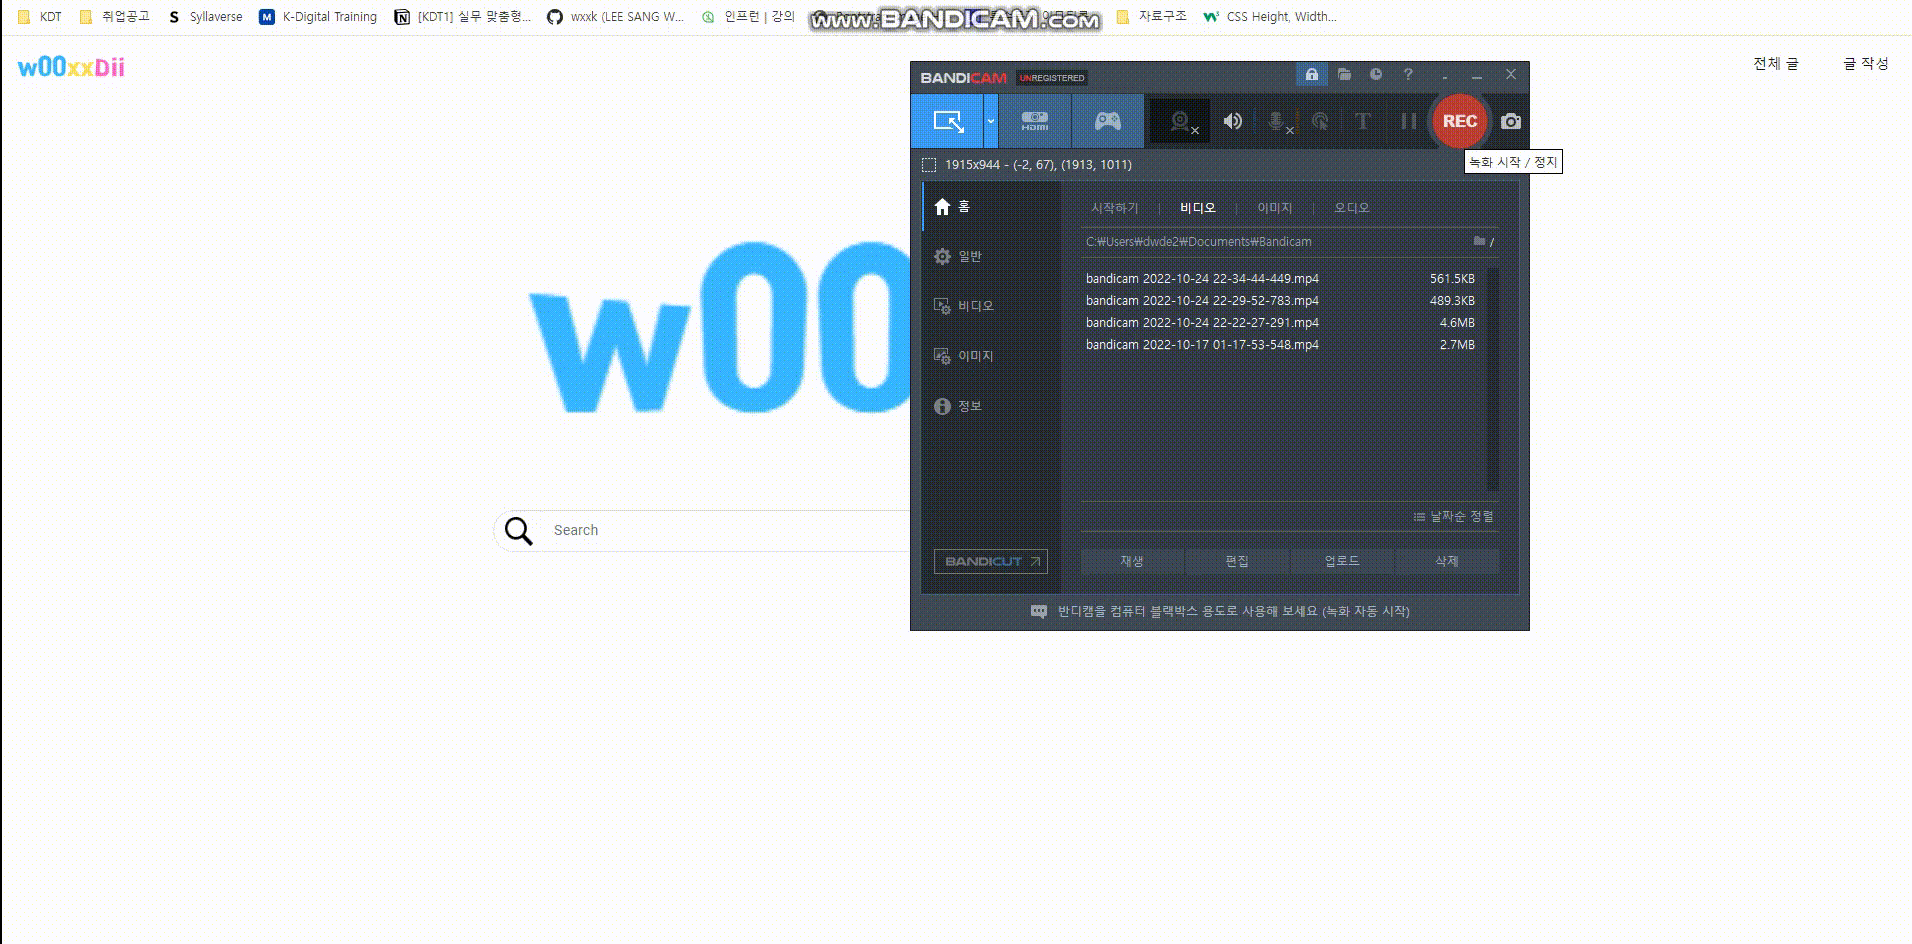 KDT 취업공고 Syllaverse K-Digital Training [KDT1] 실무 맞춤형... wxxk (LEE SANG W... 인프런 | 강의 www.BANDICAM.com 자료구조 CSS Height, Width...
w00xxDii 전체 글 글 작성
BANDICAM UNREGISTERED
HDMI T REC
녹화 시작 / 정지
1915x944 - (-2, 67), (1913, 1011)
홈
일반
비디오
이미지
정보
BANDICUT
시작하기 비디오 이미지 오디오
C:₩Users₩dwde2₩Documents₩Bandicam /
bandicam 2022-10-24 22-34-44-449.mp4 561.5KB
bandicam 2022-10-24 22-29-52-783.mp4 489.3KB
bandicam 2022-10-24 22-22-27-291.mp4 4.6MB
bandicam 2022-10-17 01-17-53-548.mp4 2.7MB
날짜순 정렬
재생 편집 업로드 삭제
반디캠을 컴퓨터 블랙박스 용도로 사용해 보세요 (녹화 자동 시작)
w00
Search